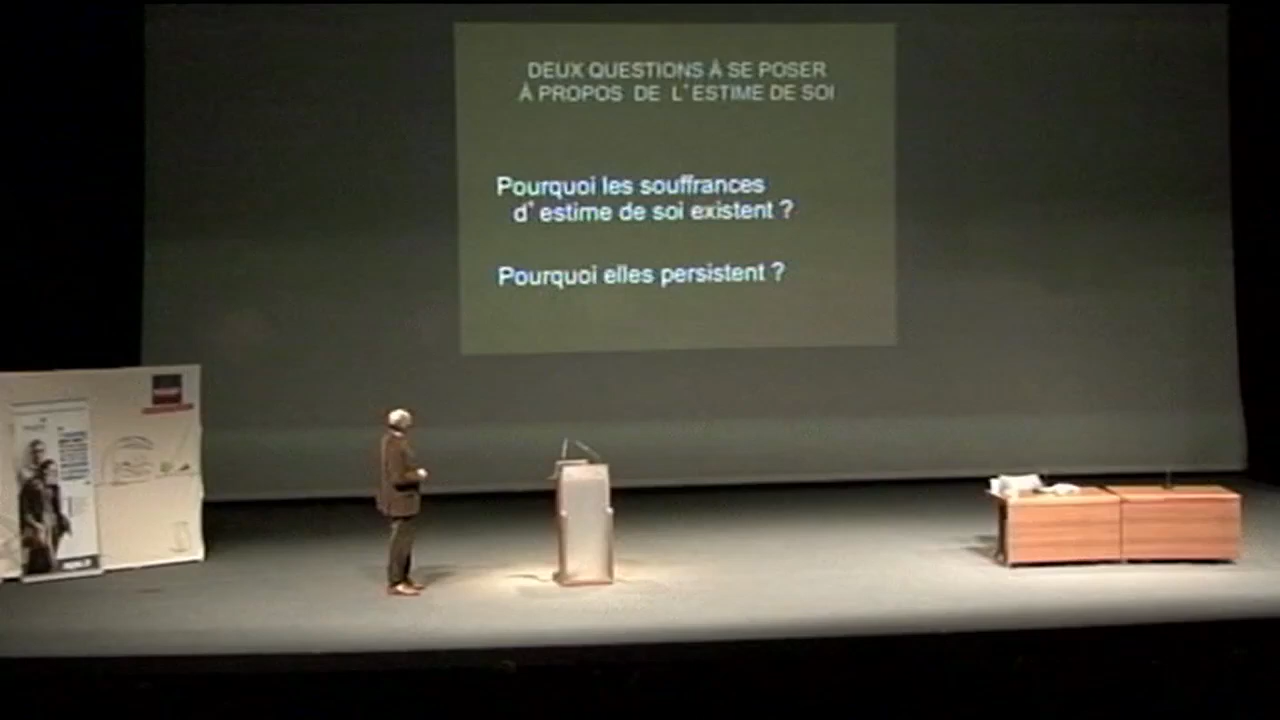 DEUX QUESTIONS À SE POSER
À PROPOS DE L'ESTIME DE SOI
Pourquoi les souffrances
d'estime de soi existent ?
Pourquoi elles persistent ?